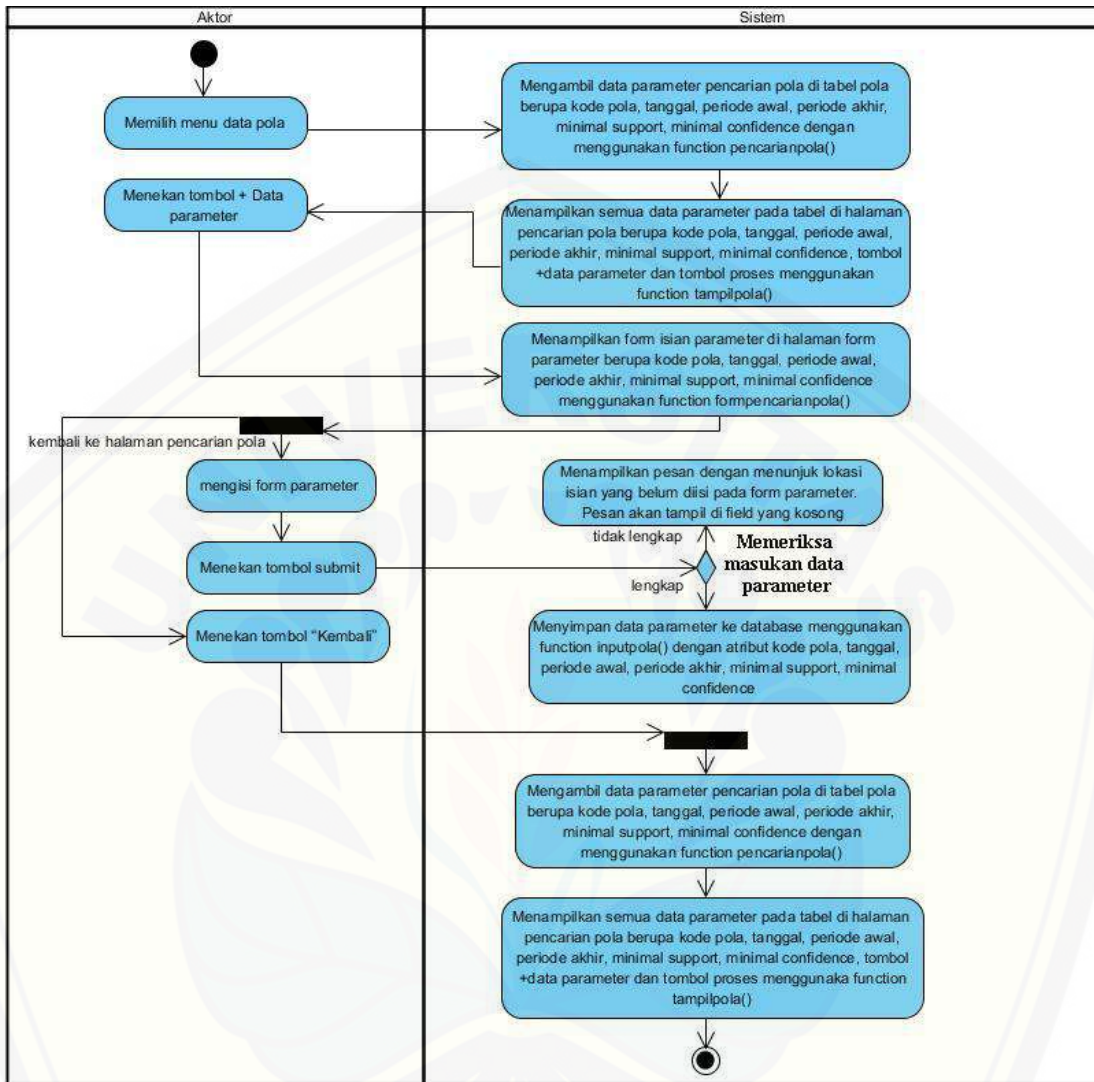 Aktor
Sistem
Memilih menu data pola
Mengambil data parameter pencarian pola di tabel pola
berupa kode pola, tanggal, periode awal, periode akhir,
minimal support, minimal confidence dengan
menggunakan function pencarianpola()
Menekan tombol + Data
parameter
Menampilkan semua data parameter pada tabel di halaman
pencarian pola berupa kode pola, tanggal, periode awal,
periode akhir, minimal support, minimal confidence, tombol
+data parameter dan tombol proses menggunakan
function tampilpola()
Menampilkan form isian parameter di halaman form
parameter berupa kode pola, tanggal, periode awal,
periode akhir, minimal support, minimal confidence
menggunakan function formpencarianpola()
kembali ke halaman pencarian pola
mengisi form parameter
Menampilkan pesan dengan menunjuk lokasi
isian yang belum diisi pada form parameter.
Pesan akan tampil di field yang kosong
tidak lengkap
Memeriksa
masukan data
parameter
Menekan tombol submit
lengkap
Menekan tombol "Kembali"
Menyimpan data parameter ke database menggunakan
function inputpola() dengan atribut kode pola, tanggal,
periode awal, periode akhir, minimal support, minimal
confidence
Mengambil data parameter pencarian pola di tabel pola
berupa kode pola, tanggal, periode awal, periode akhir,
minimal support, minimal confidence dengan
menggunakan function pencarianpola()
Menampilkan semua data parameter pada tabel di halaman
pencarian pola berupa kode pola, tanggal, periode awal,
periode akhir, minimal support, minimal confidence, tombol
+data parameter dan tombol proses menggunaka function
tampilpola()